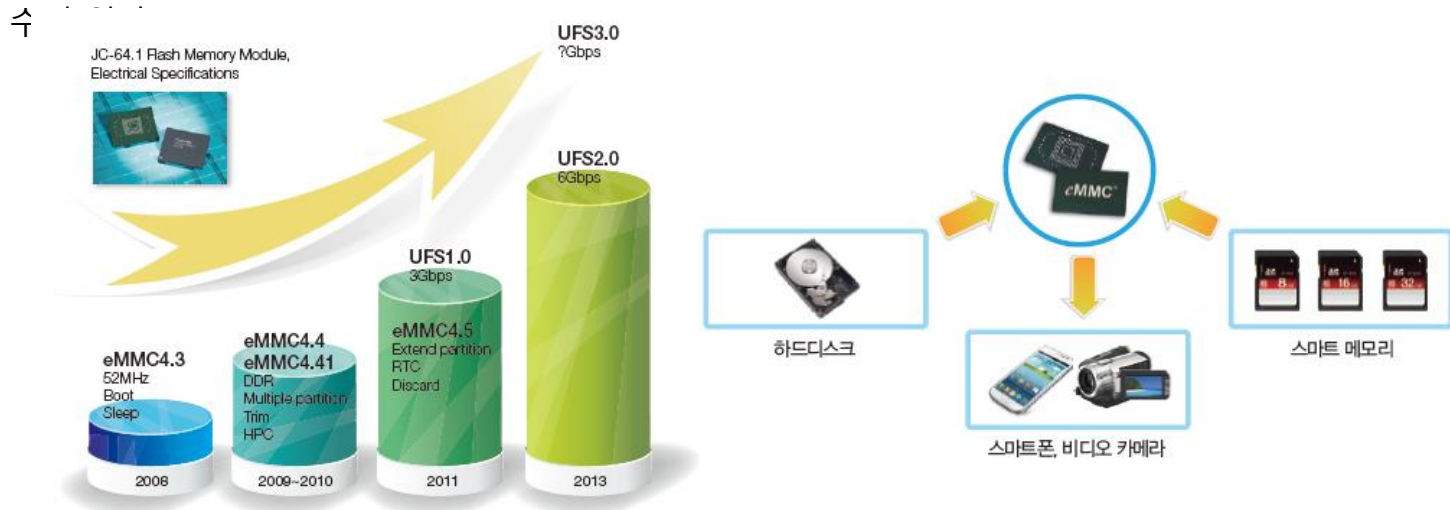 수
JC-64.1 Flash Memory Module,
Electrical Specifications
UFS3.0
?Gbps
UFS2.0
6Gbps
UFS1.0
3Gbps
eMMC4.5
Extend partition
RTC
Discard
eMMC4.4
eMMC4.41
DDR
Multiple partition
Trim
HPC
eMMC4.3
52MHz
Boot
Sleep
2008
2009~2010
2011
2013
eMMC
하드디스크
8
16
32
스마트 메모리
스마트폰, 비디오 카메라